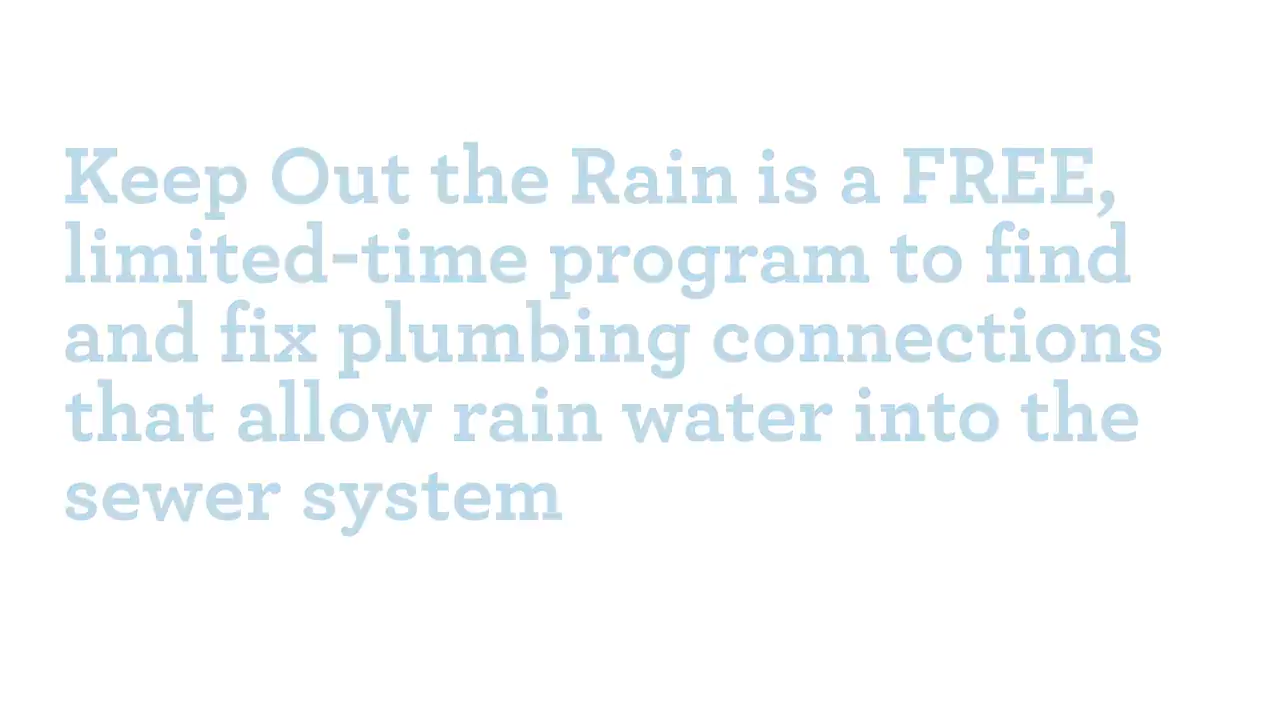 Keep Out the Rain is a FREE,
limited-time program to find
and fix plumbing connections
that allow rain water into the
sewer system